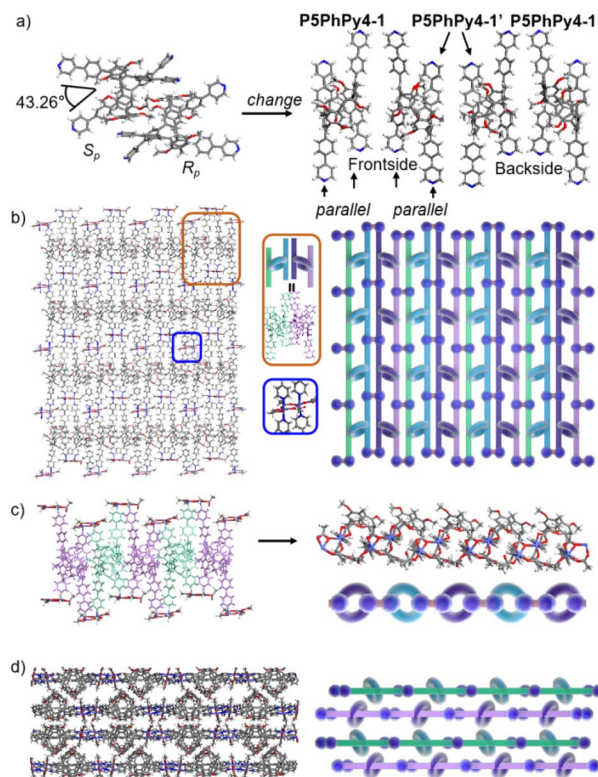 a)
P5PhPy4-1 P5PhPy4-1' P5PhPy4-1
43.26°
change
Sp
Rp
Frontside
Backside
parallel parallel
b)
c)
d)